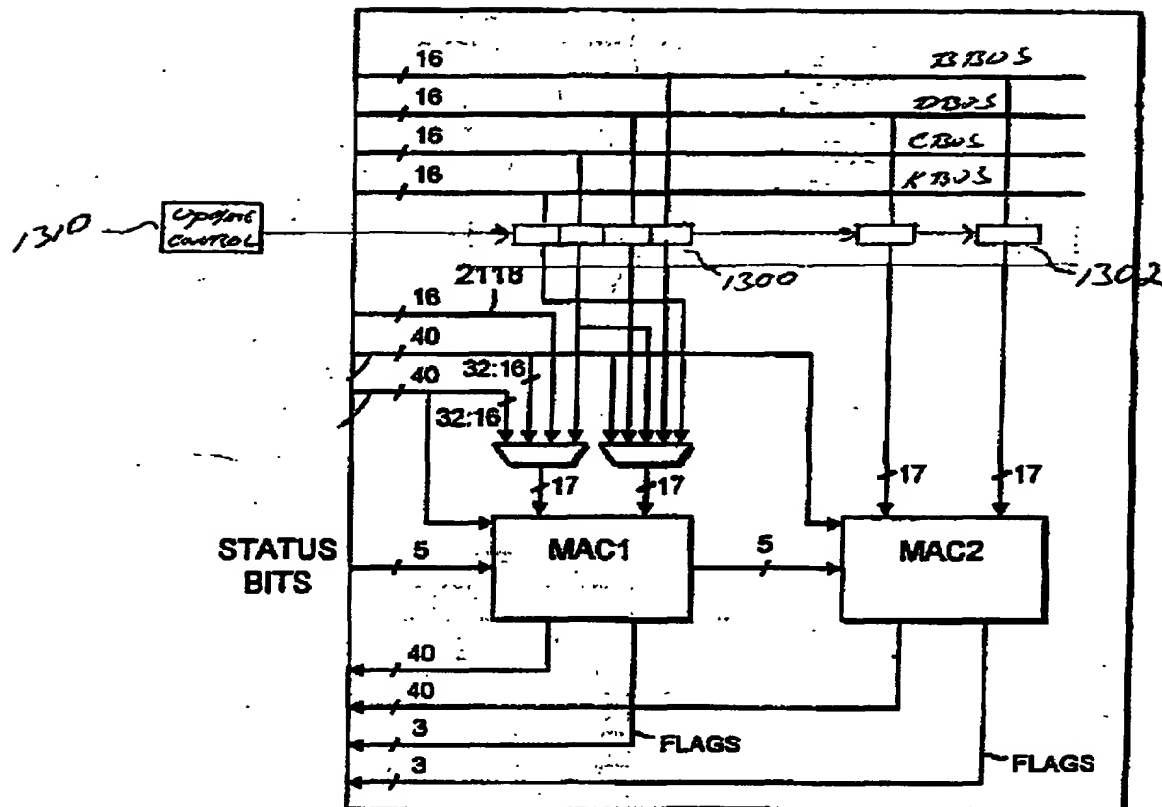 16 BBUS
16 DBUS
16 CBUS
16 KBUS
1310 UPDATE CONTROL
1300
1302
2118
16
40
32:16
40
32:16
17 17 17 17
STATUS BITS
5 MAC1 5 MAC2
40
40
3 FLAGS
3 FLAGS